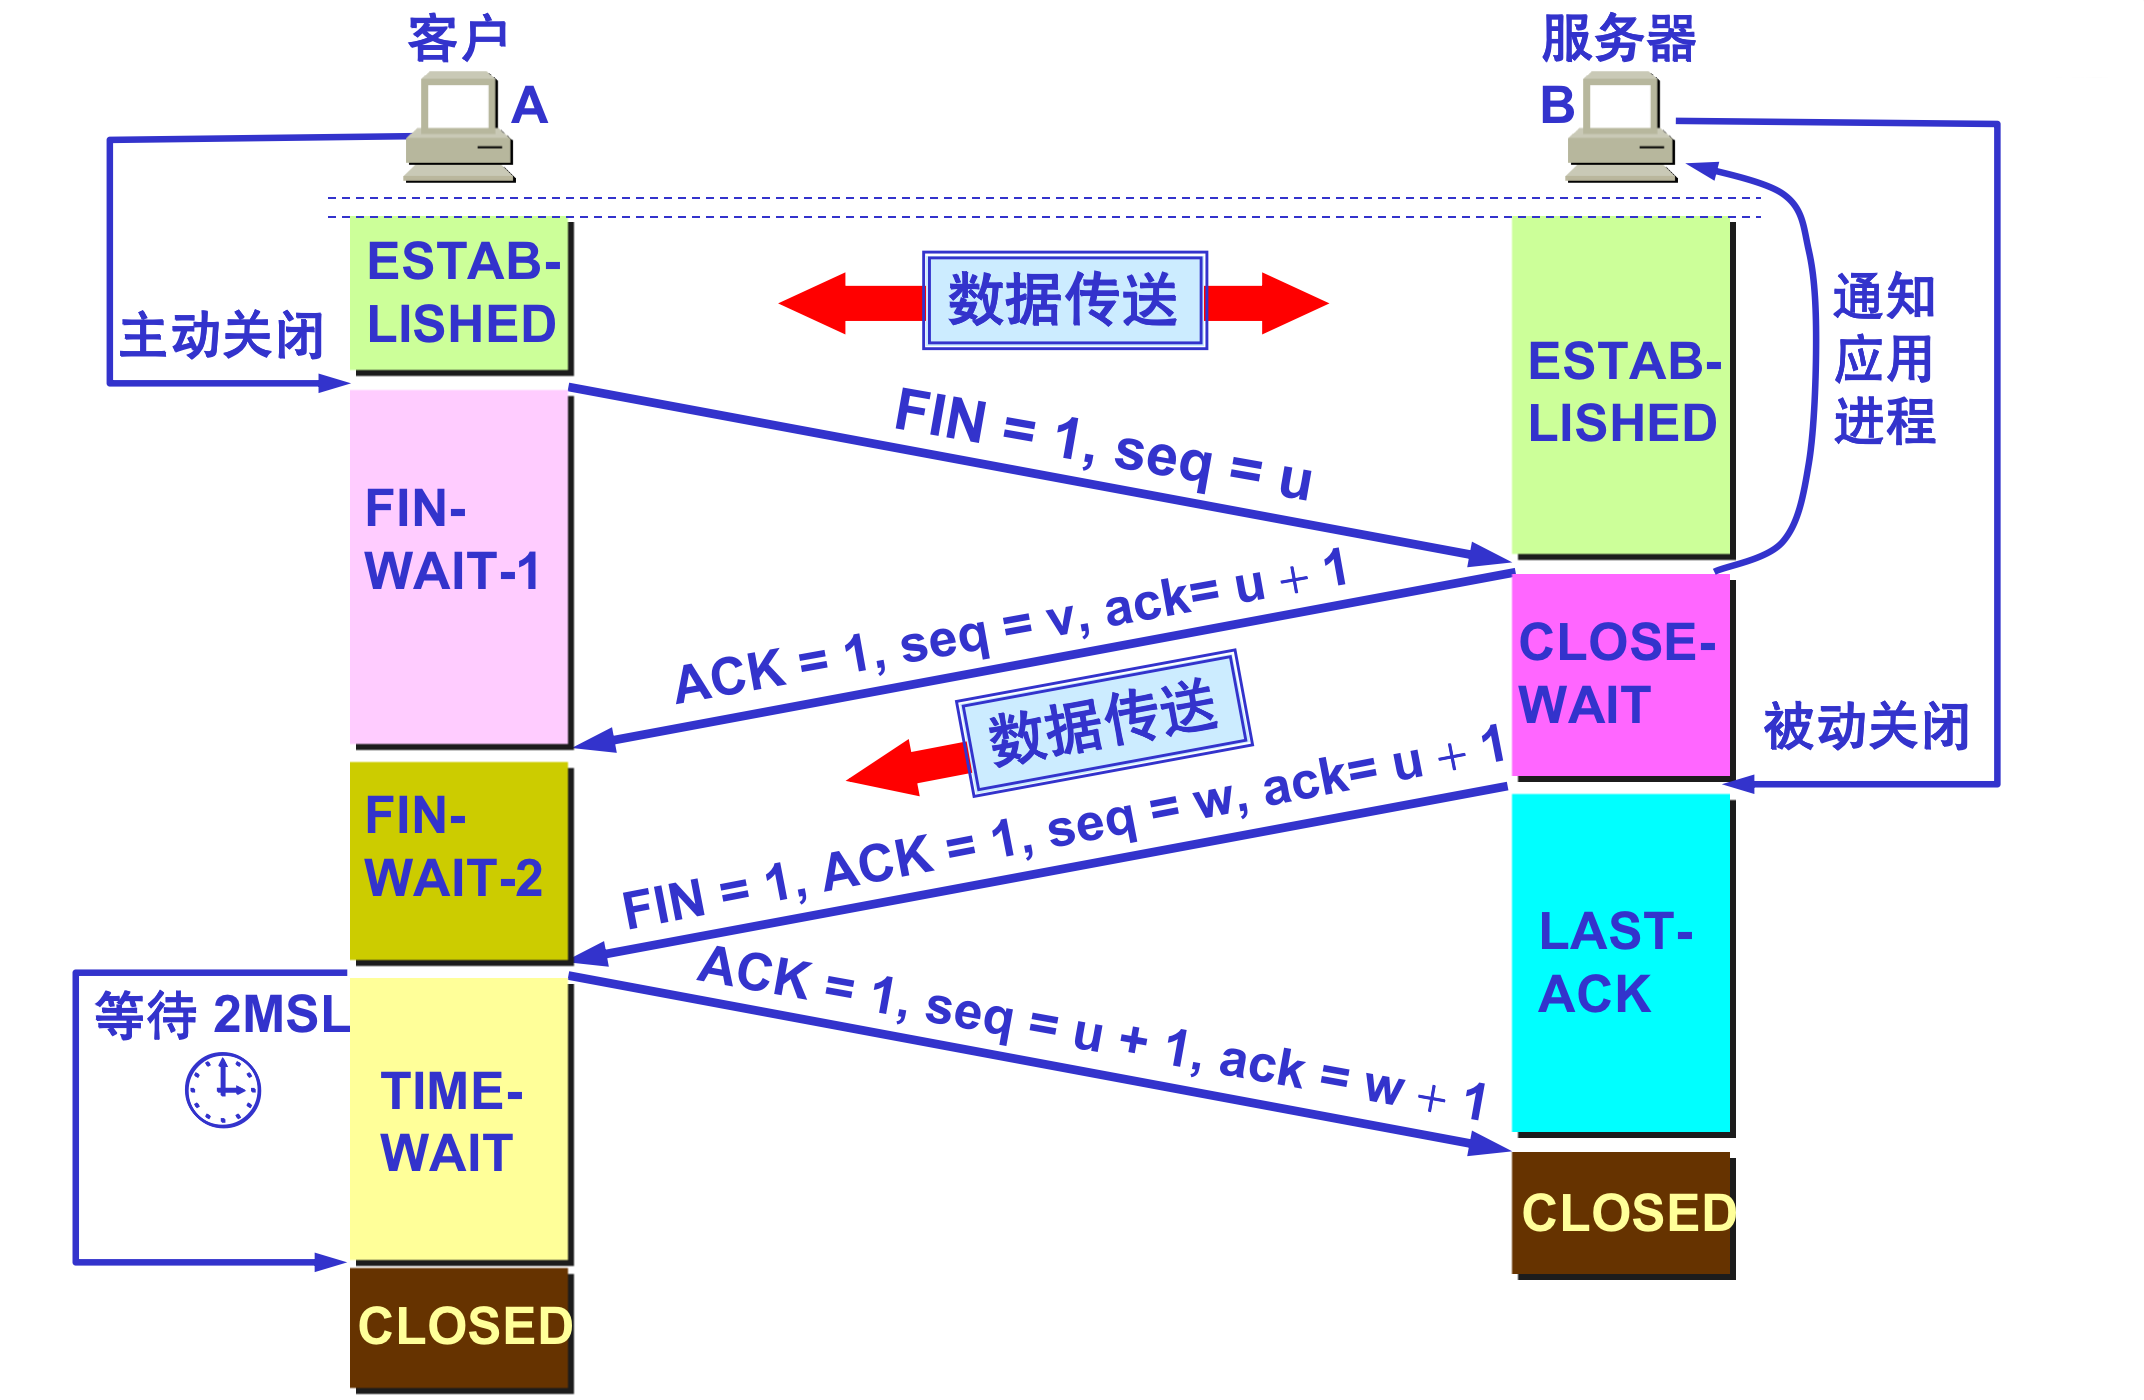 客户
服务器
A
B
ESTAB-
LISHED
数据传送
主动关闭
通知
应用
进程
ESTAB-
LISHED
FIN = 1, seq = u
FIN-
WAIT-1
ACK = 1, seq = v, ack= u + 1
CLOSE-
WAIT
数据传送
被动关闭
FIN-
WAIT-2
FIN = 1, ACK = 1, seq = w, ack= u + 1
LAST-
ACK
等待 2MSL
ACK = 1, seq = u + 1, ack = w + 1
TIME-
WAIT
CLOSED
CLOSED